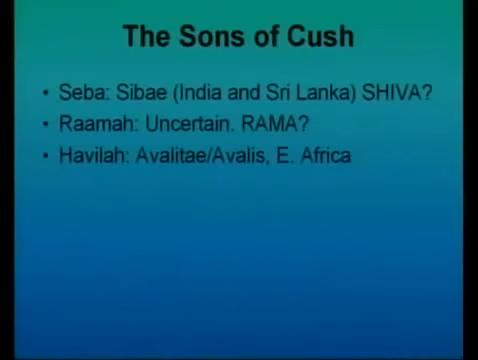 The Sons of Cush
• Seba: Sibae (India and Sri Lanka) SHIVA?
• Raamah: Uncertain. RAMA?
• Havilah: Avalitae/Avalis, E. Africa